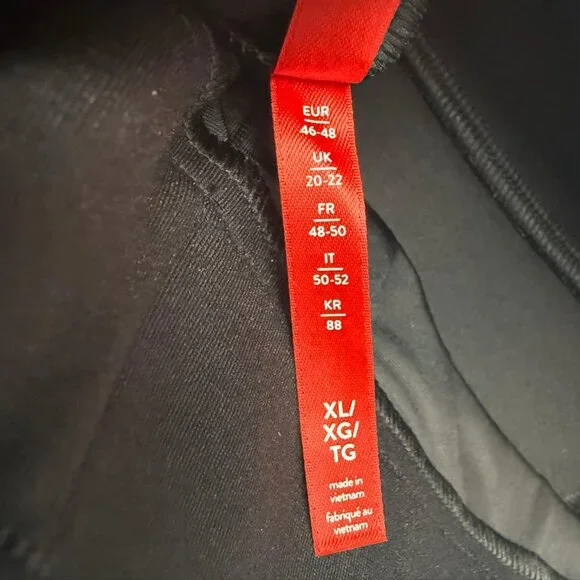 EUR
46-48
UK
20-22
FR
48-50
IT
50-52
KR
88
XL/
XG/
TG
made in
vietnam
fabriqué au
vietnam